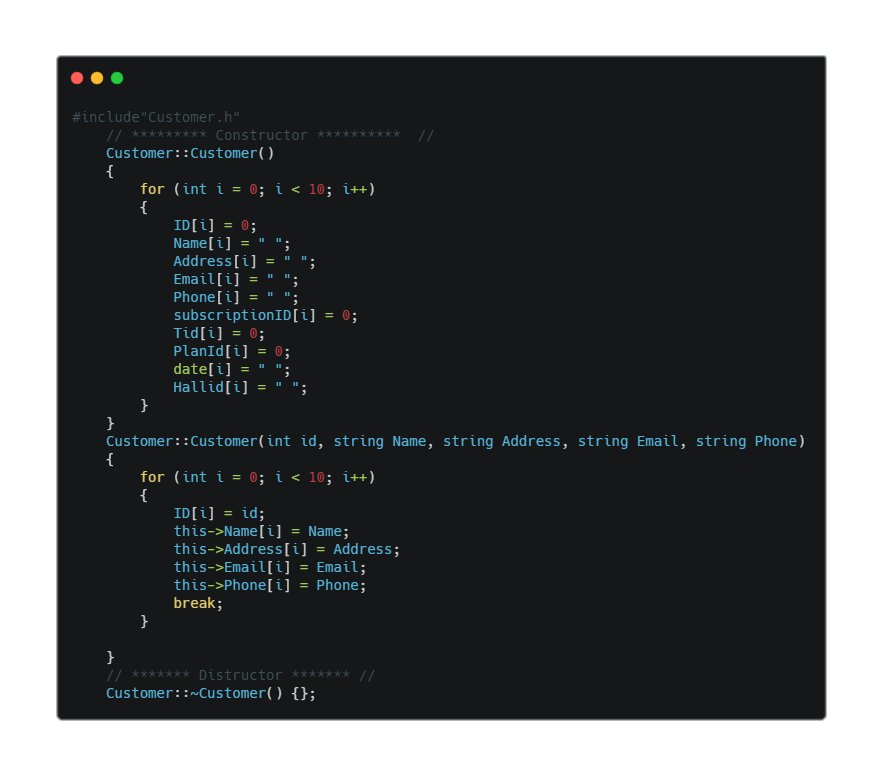 #include"Customer.h"
    // ********* Constructor **********  //
    Customer::Customer()
    {
        for (int i = 0; i < 10; i++)
        {
            ID[i] = 0;
            Name[i] = " ";
            Address[i] = " ";
            Email[i] = " ";
            Phone[i] = " ";
            subscriptionID[i] = 0;
            Tid[i] = 0;
            PlanId[i] = 0;
            date[i] = " ";
            Hallid[i] = " ";
        }
    }
    Customer::Customer(int id, string Name, string Address, string Email, string Phone)
    {
        for (int i = 0; i < 10; i++)
        {
            ID[i] = id;
            this->Name[i] = Name;
            this->Address[i] = Address;
            this->Email[i] = Email;
            this->Phone[i] = Phone;
            break;
        }

    }
    // ******* Distructor ******* //
    Customer::~Customer() {};